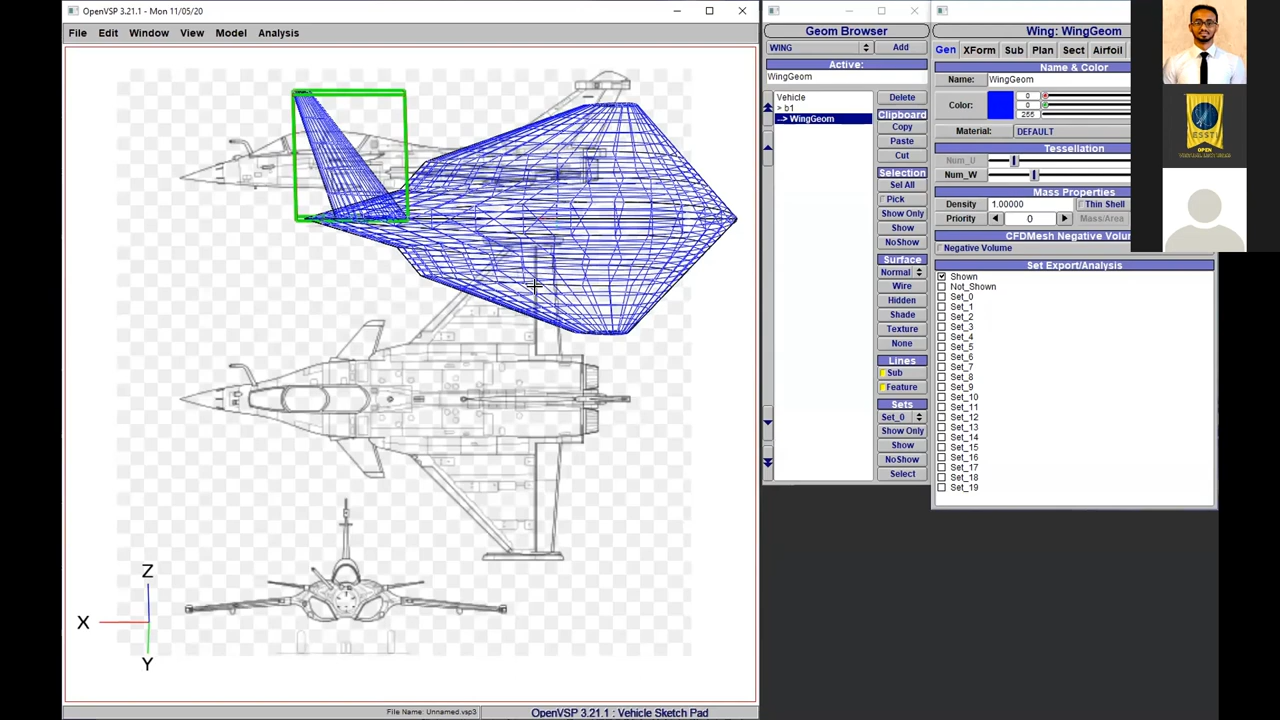 OpenVSP 3.21.1 - Mon 11/05/20
File Edit Window View Model Analysis
Z
X
Y
File Name: Unnamed.vsp3
OpenVSP 3.21.1 : Vehicle Sketch Pad
Geom Browser
WING
Add
Active:
WingGeom
Vehicle
> b1
--> WingGeom
Delete
Clipboard
Copy
Paste
Cut
Selection
Sel All
Pick
Show Only
Show
NoShow
Surface
Normal
Wire
Hidden
Shade
Texture
None
Lines
Sub
Feature
Sets
Set_0
Show Only
Show
NoShow
Select
Wing: WingGeom
Gen XForm Sub Plan Sect Airfoil
Name & Color
Name: WingGeom
Color:
0
0
255
Material: DEFAULT
Tessellation
Num_U
Num_W
Mass Properties
Density 1.00000 Thin Shell
Priority 0 Mass/Area
CFDMesh Negative Volu
Negative Volume
Set Export/Analysis
Shown
Not_Shown
Set_0
Set_1
Set_2
Set_3
Set_4
Set_5
Set_6
Set_7
Set_8
Set_9
Set_10
Set_11
Set_12
Set_13
Set_14
Set_15
Set_16
Set_17
Set_18
Set_19
ESSTI
OPEN